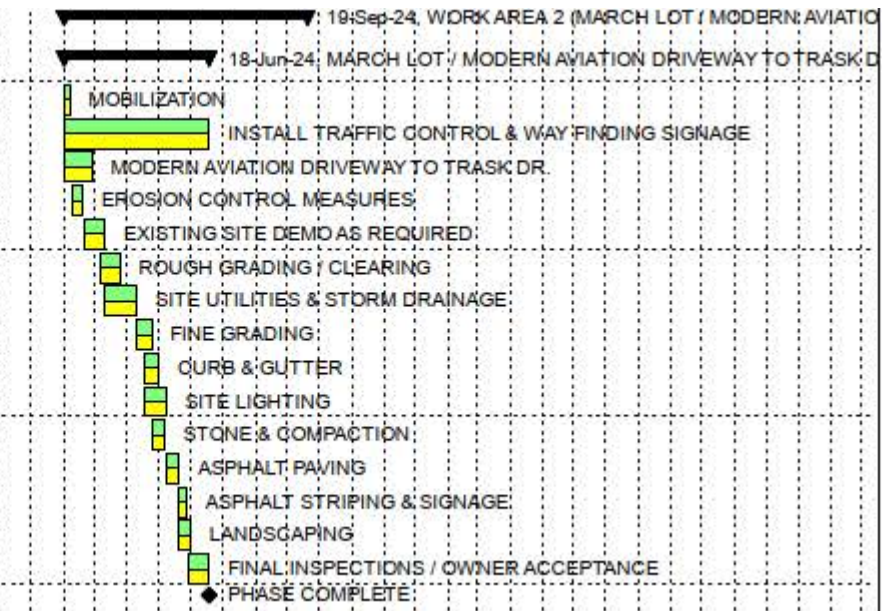 19-Sep-24, WORK AREA 2 (MARCH LOT / MODERN AVIATIO
18-Jun-24, MARCH LOT / MODERN AVIATION DRIVEWAY TO TRASK D
MOBILIZATION
INSTALL TRAFFIC CONTROL & WAY FINDING SIGNAGE
MODERN AVIATION DRIVEWAY TO TRASK DR.
EROSION CONTROL MEASURES
EXISTING SITE DEMO AS REQUIRED
ROUGH GRADING / CLEARING
SITE UTILITIES & STORM DRAINAGE
FINE GRADING
CURB & GUTTER
SITE LIGHTING
STONE & COMPACTION
ASPHALT PAVING
ASPHALT STRIPING & SIGNAGE
LANDSCAPING
FINAL INSPECTIONS / OWNER ACCEPTANCE
PHASE COMPLETE